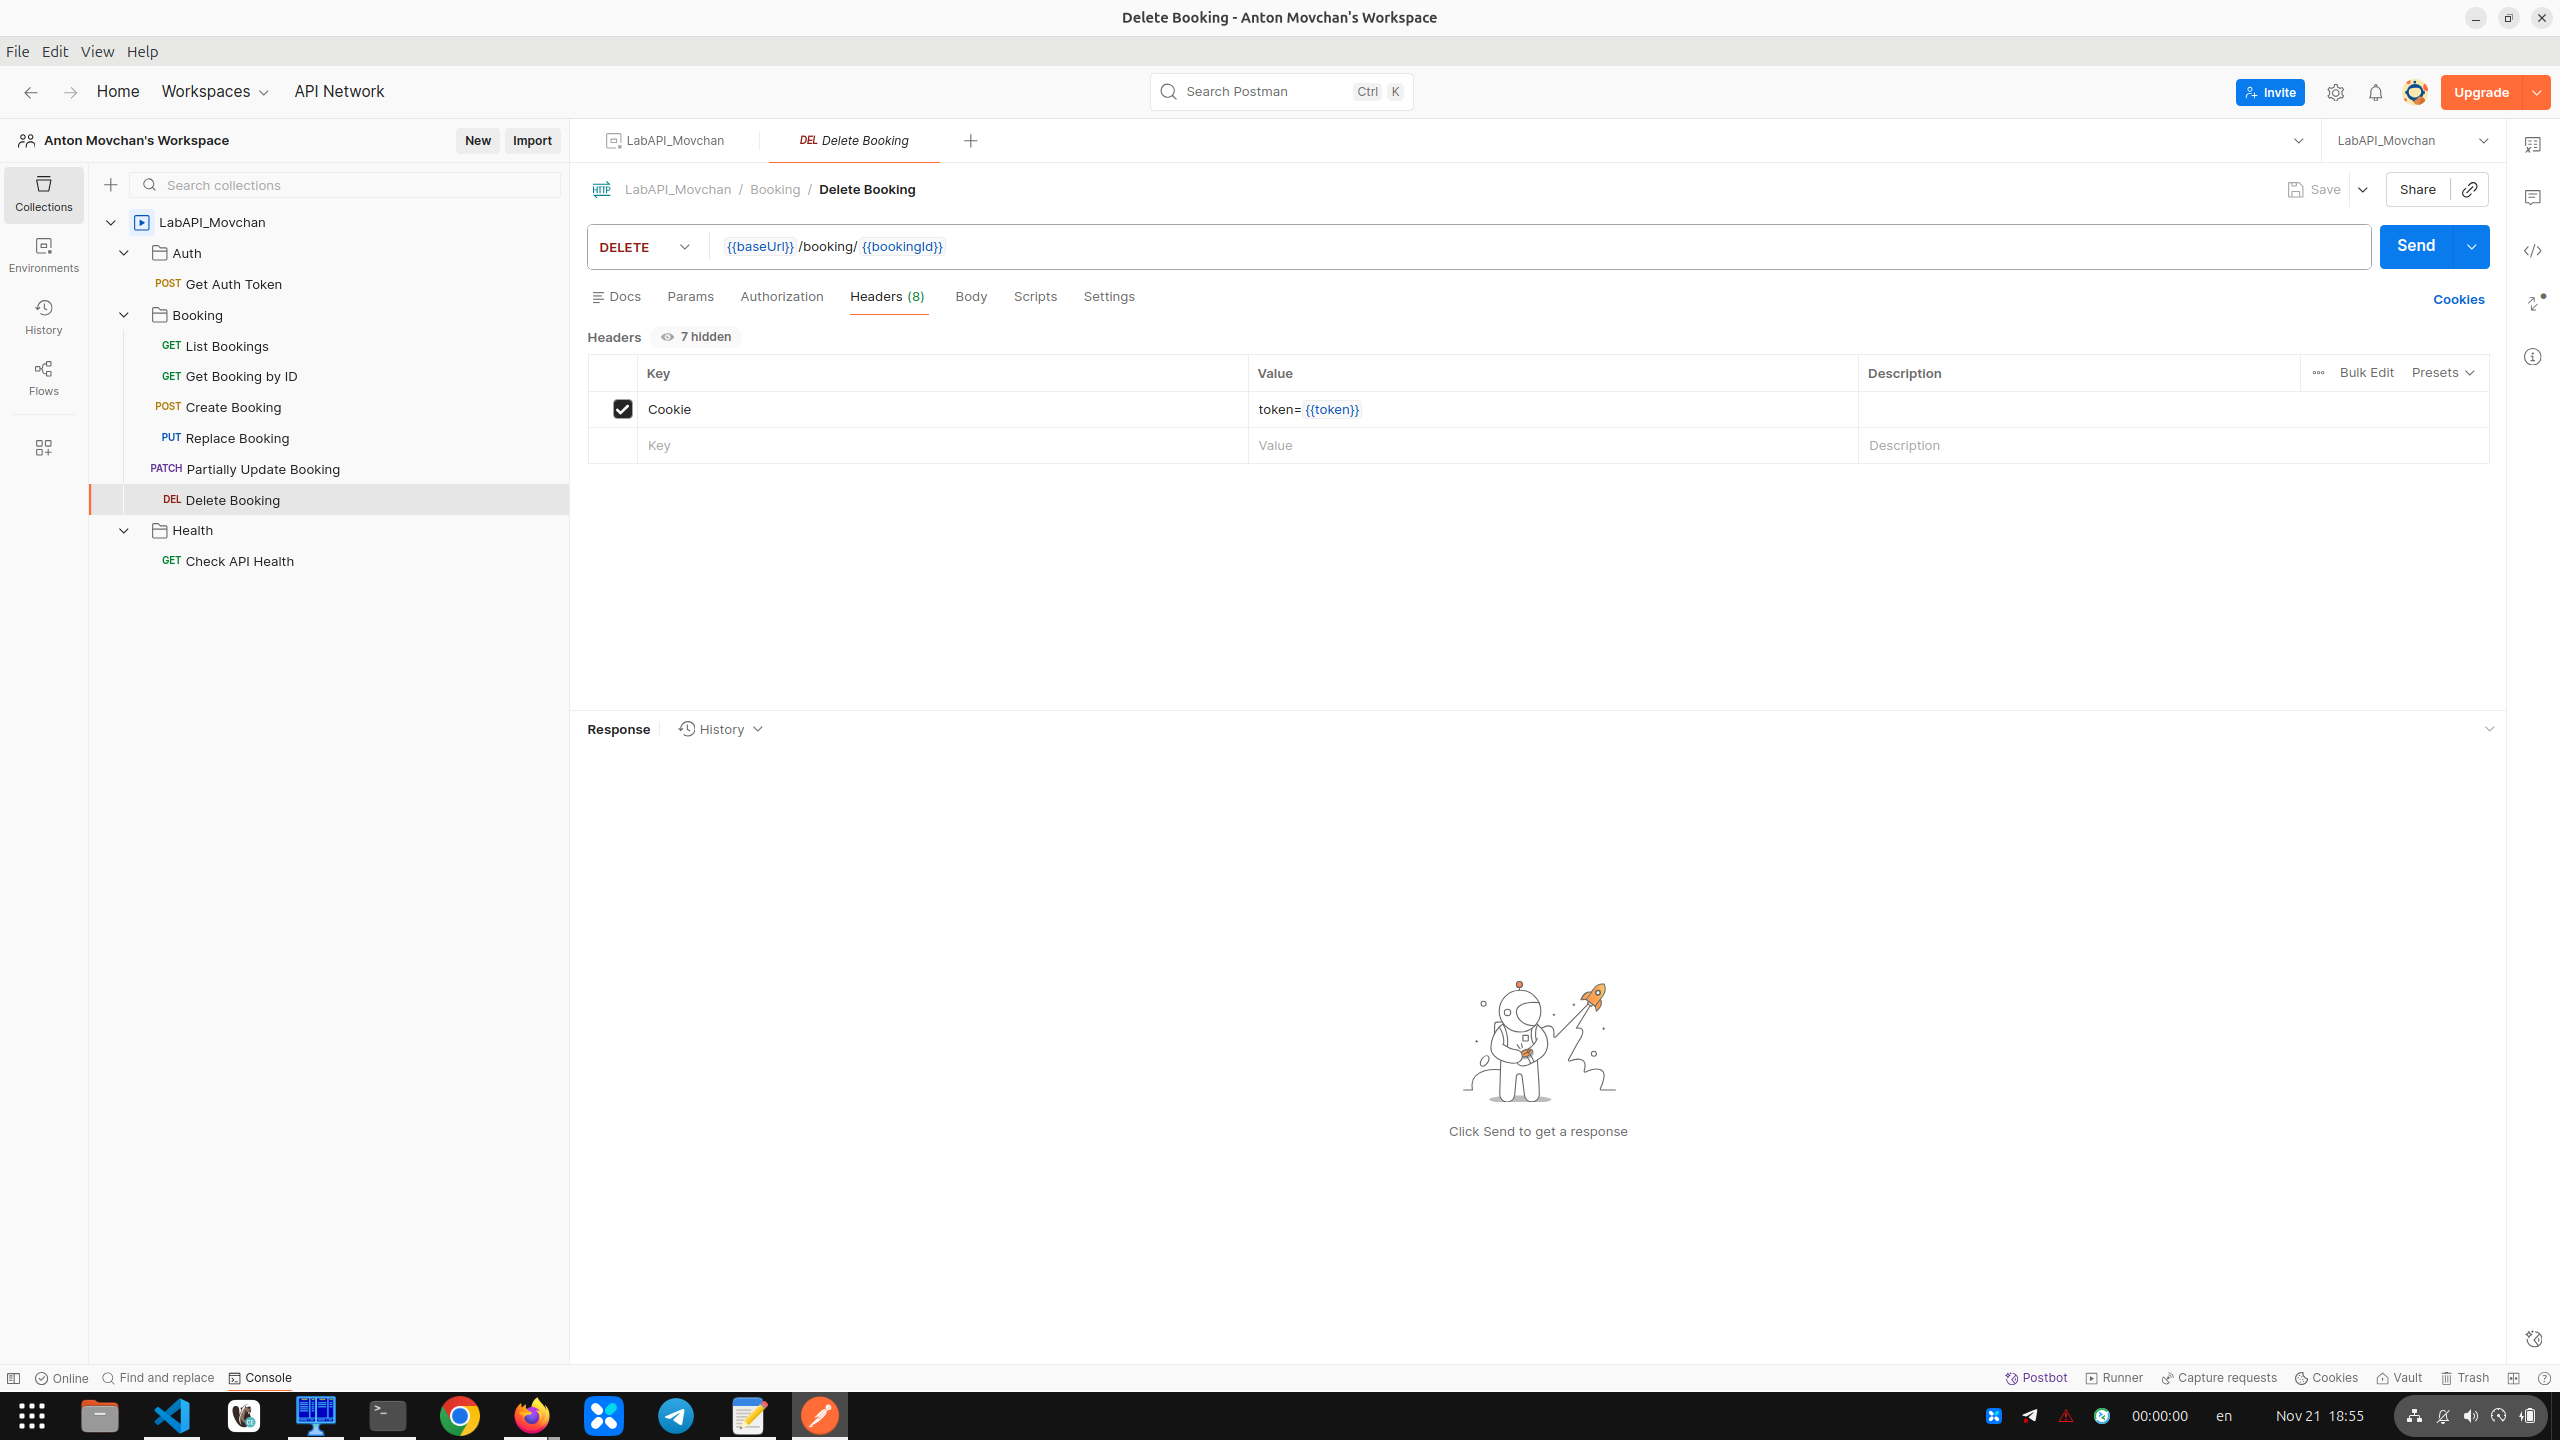 Delete Booking - Anton Movchan's Workspace
File Edit View Help
Home Workspaces API Network
Search Postman Ctrl K
Invite
Upgrade
Anton Movchan's Workspace
New Import
LabAPI_Movchan
DEL Delete Booking
LabAPI_Movchan
Collections
Environments
History
Flows
Search collections
LabAPI_Movchan
Auth
POST Get Auth Token
Booking
GET List Bookings
GET Get Booking by ID
POST Create Booking
PUT Replace Booking
PATCH Partially Update Booking
DEL Delete Booking
Health
GET Check API Health
HTTP LabAPI_Movchan / Booking / Delete Booking
Save Share
DELETE {{baseUrl}} /booking/ {{bookingId}}
Send
Docs Params Authorization Headers (8) Body Scripts Settings
Cookies
Headers 7 hidden
Key Value Description Bulk Edit Presets
Cookie token= {{token}}
Key Value Description
Response History
Click Send to get a response
Online Find and replace Console
Postbot Runner Capture requests Cookies Vault Trash
00:00:00 en Nov 21 18:55